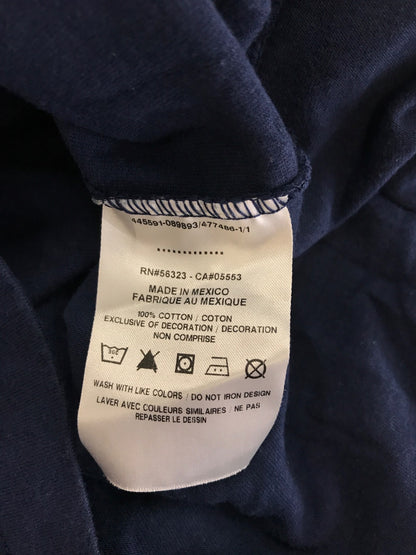 445591-089893/477486-1/1
•••••••••••••
RN#56323 - CA#05553
MADE IN MEXICO
FABRIQUE AU MEXIQUE
100% COTTON / COTON
EXCLUSIVE OF DECORATION / DECORATION
NON COMPRISE
WASH WITH LIKE COLORS / DO NOT IRON DESIGN
LAVER AVEC COULEURS SIMILAIRES / NE PAS
REPASSER LE DESSIN